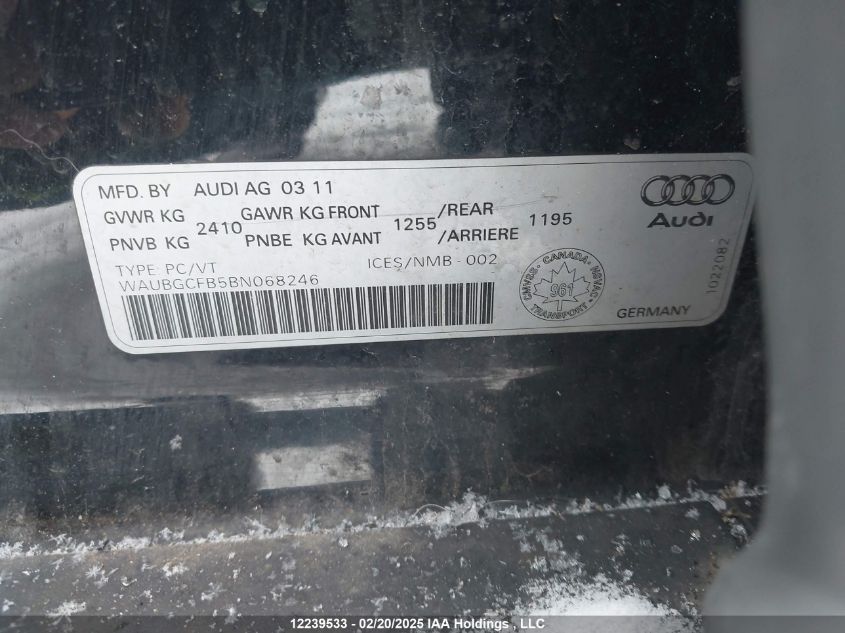 MFD. BY AUDI AG 03 11
GVWR KG 2410 GAWR KG FRONT 1255 /REAR 1195
PNVB KG PNBE KG AVANT /ARRIERE
TYPE: PC/VT ICES/NMB - 002
WAUBGCFB5BN068246
Audi
CMVSS · CANADA · NSVAC
961
TRANSPORT
1022082
GERMANY
12239533 - 02/20/2025 IAA Holdings , LLC